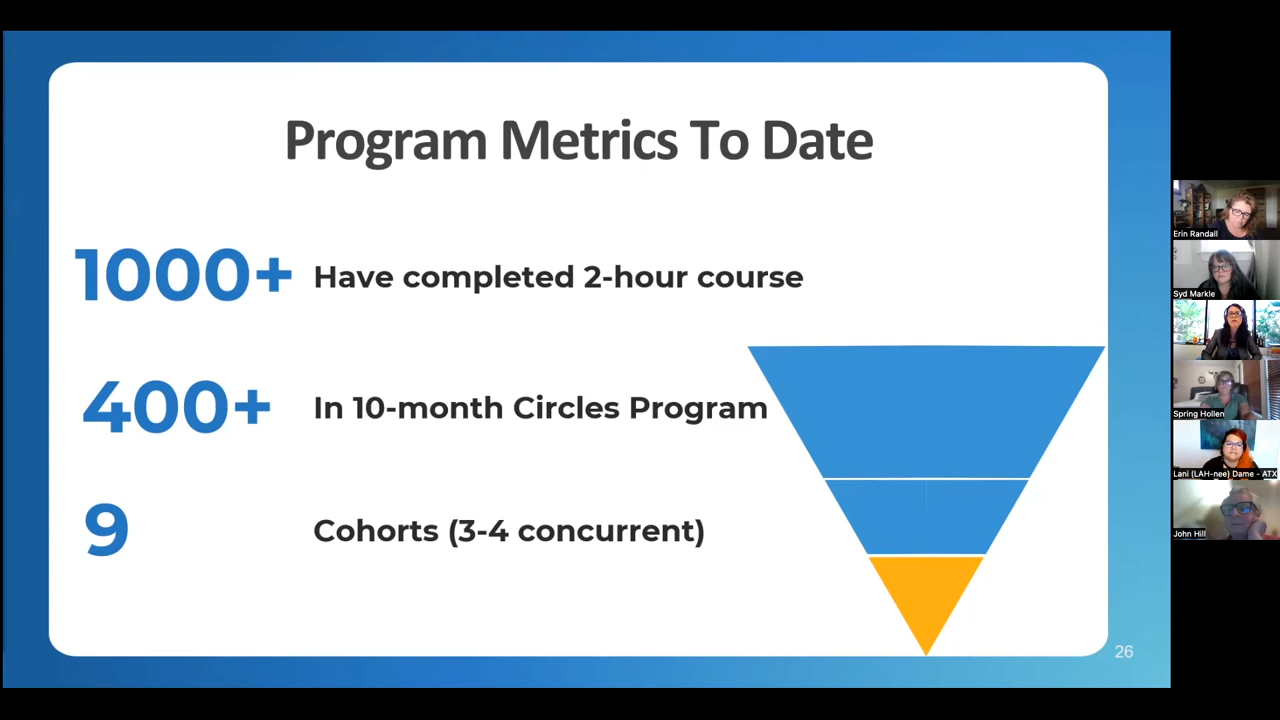 Program Metrics To Date
1000+ Have completed 2-hour course
400+ In 10-month Circles Program
9 Cohorts (3-4 concurrent)
26
Erin Randall
Syd Markle
Spring Hollen
Lani (LAH-nee) Dame - ATX
John Hill